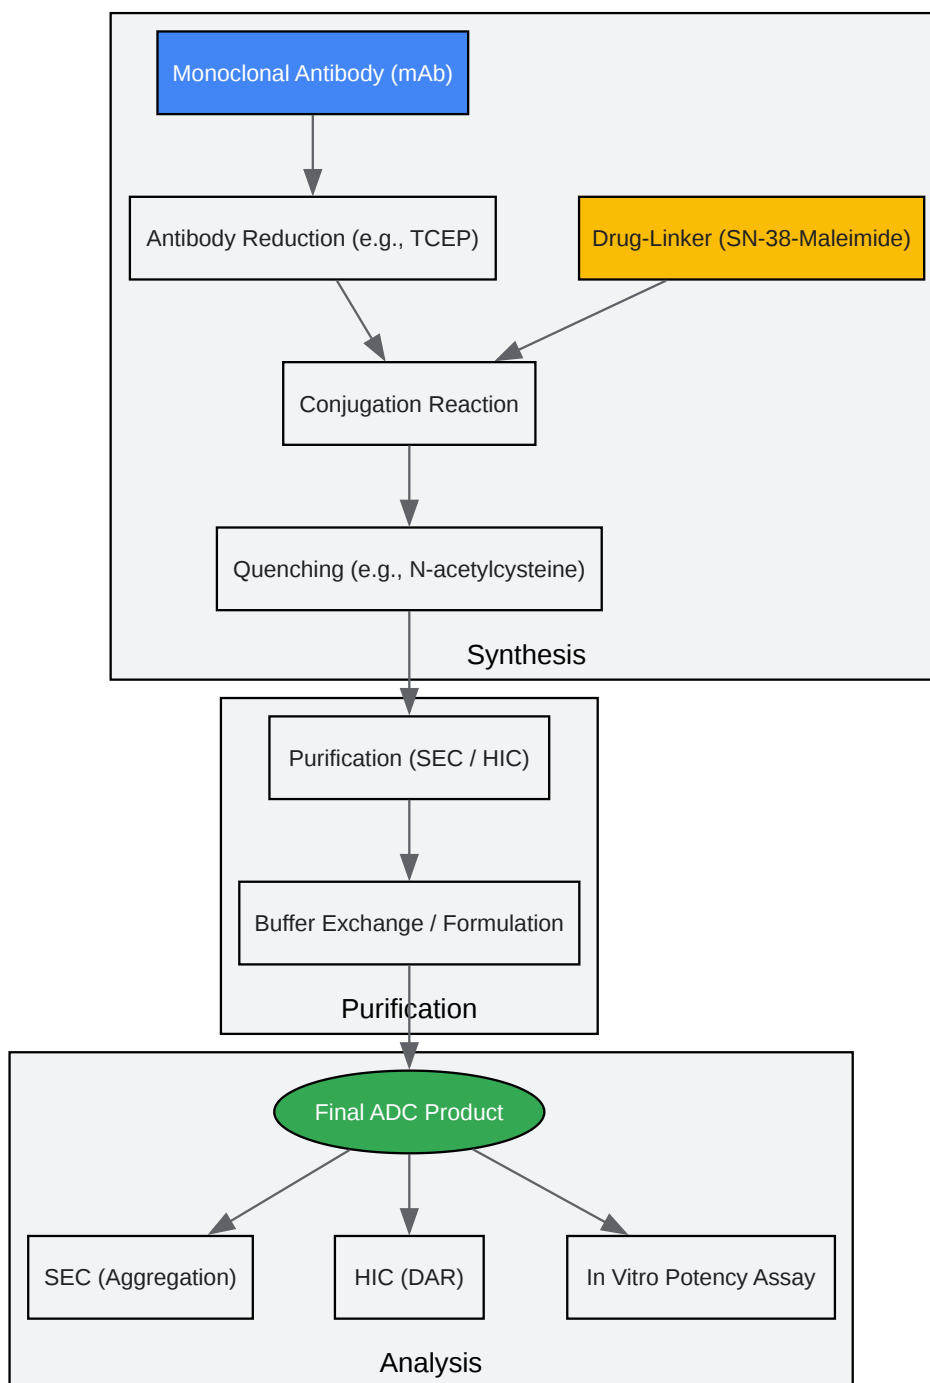 Monoclonal Antibody (mAb)
Antibody Reduction (e.g., TCEP)
Drug-Linker (SN-38-Maleimide)
Conjugation Reaction
Quenching (e.g., N-acetylcysteine)
Synthesis
Purification (SEC / HIC)
Buffer Exchange / Formulation
Purification
Final ADC Product
SEC (Aggregation)
HIC (DAR)
In Vitro Potency Assay
Analysis